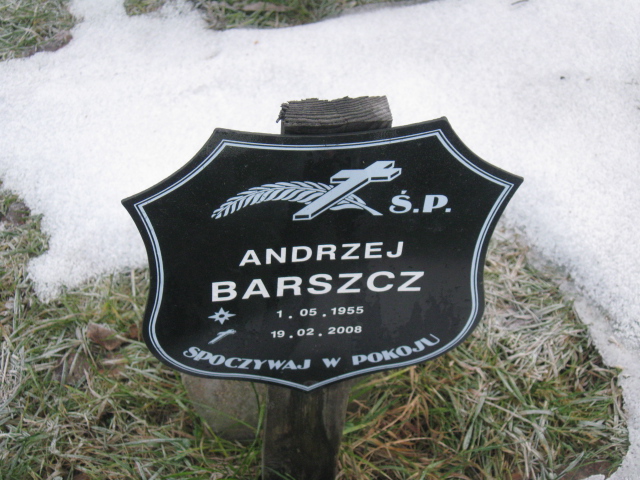 Ś.P.
ANDRZEJ
BARSZCZ
1.05.1955
19.02.2008
SPOCZYWAJ W POKOJU